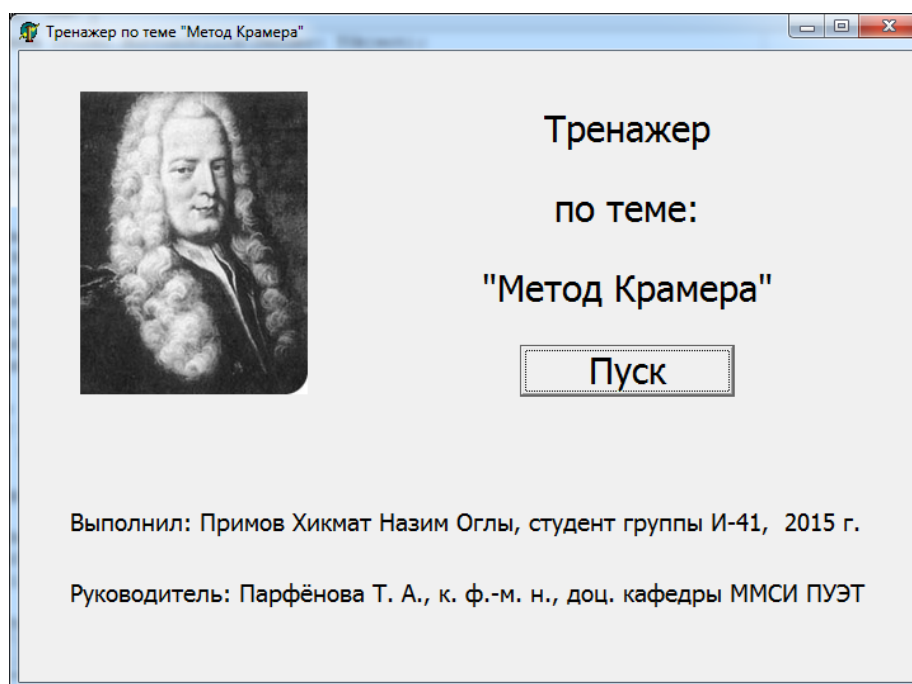 Тренажер по теме "Метод Крамера"
Тренажер
по теме:
"Метод Крамера"
Пуск
Выполнил: Примов Хикмат Назим Оглы, студент группы И-41, 2015 г.
Руководитель: Парфёнова Т. А., к. ф.-м. н., доц. кафедры ММСИ ПУЭТ